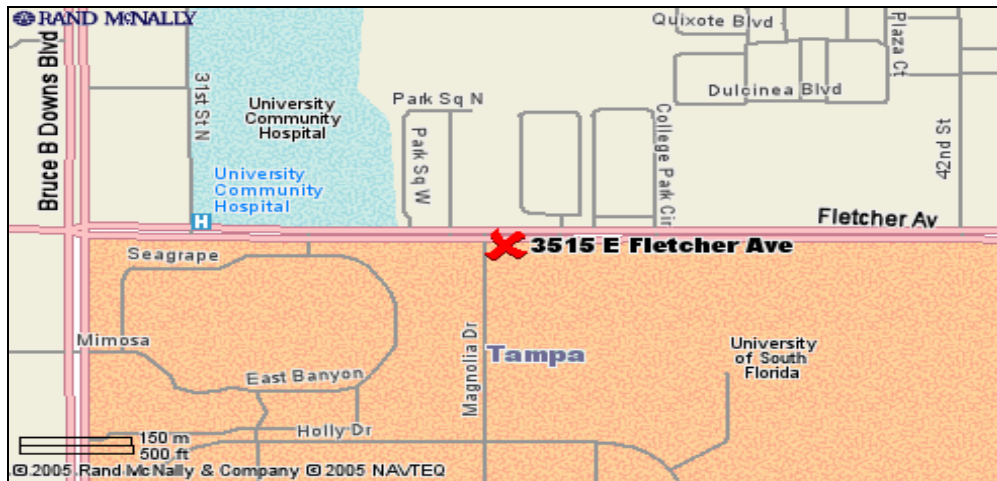 RAND McNALLY
Quixote Blvd
Plaza Ct
Bruce B Downs Blvd
31st St N
University
Community
Hospital
Park Sq N
Dulcinea Blvd
Park Sq W
College Park Cir
42nd St
University
Community
Hospital
H
Fletcher Av
3515 E Fletcher Ave
Seagrape
Mimosa
Magnolia Dr
Tampa
University
of South
Florida
East Banyon
Holly Dr
150 m
500 ft
© 2005 Rand McNally & Company © 2005 NAVTEQ